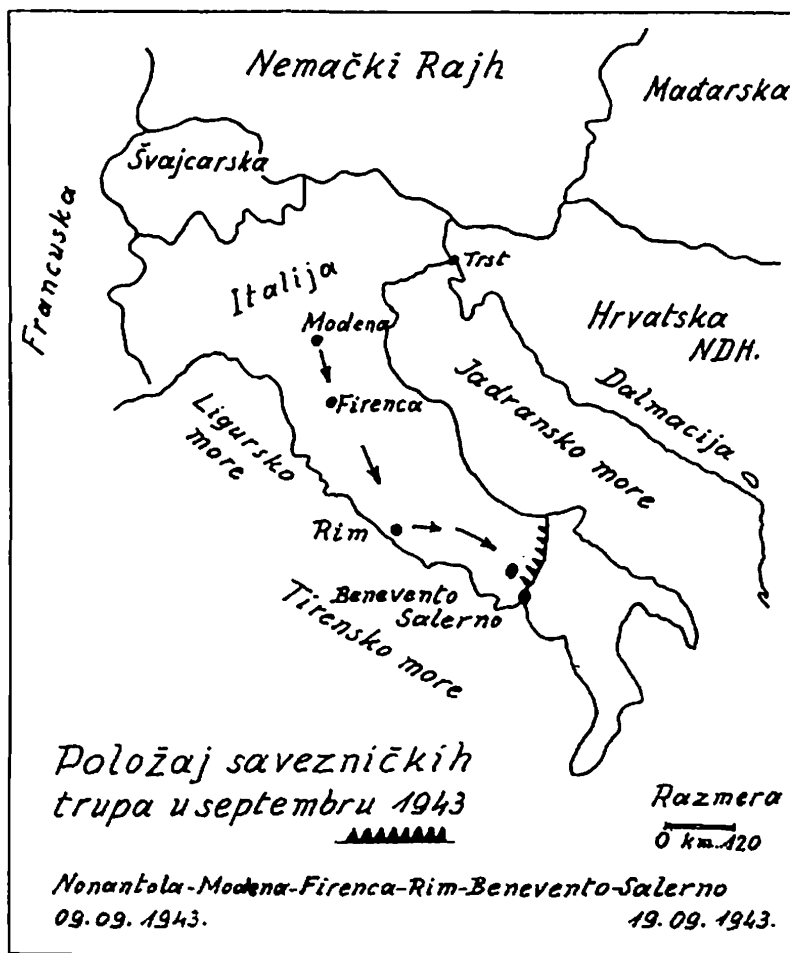 Nemački Rajh
Mađarska
Švajcarska
Francuska
Italija
Trst
Modena
Hrvatska
NDH.
Firenca
Jadransko more
Dalmacija
Ligursko
more
Rim
Benevento
Salerno
Tirensko more
Položaj savezničkih
trupa u septembru 1943
Razmera
0 km. 120
Nonantola-Modena-Firenca-Rim-Benevento-Salerno
09.09. 1943. 19.09. 1943.